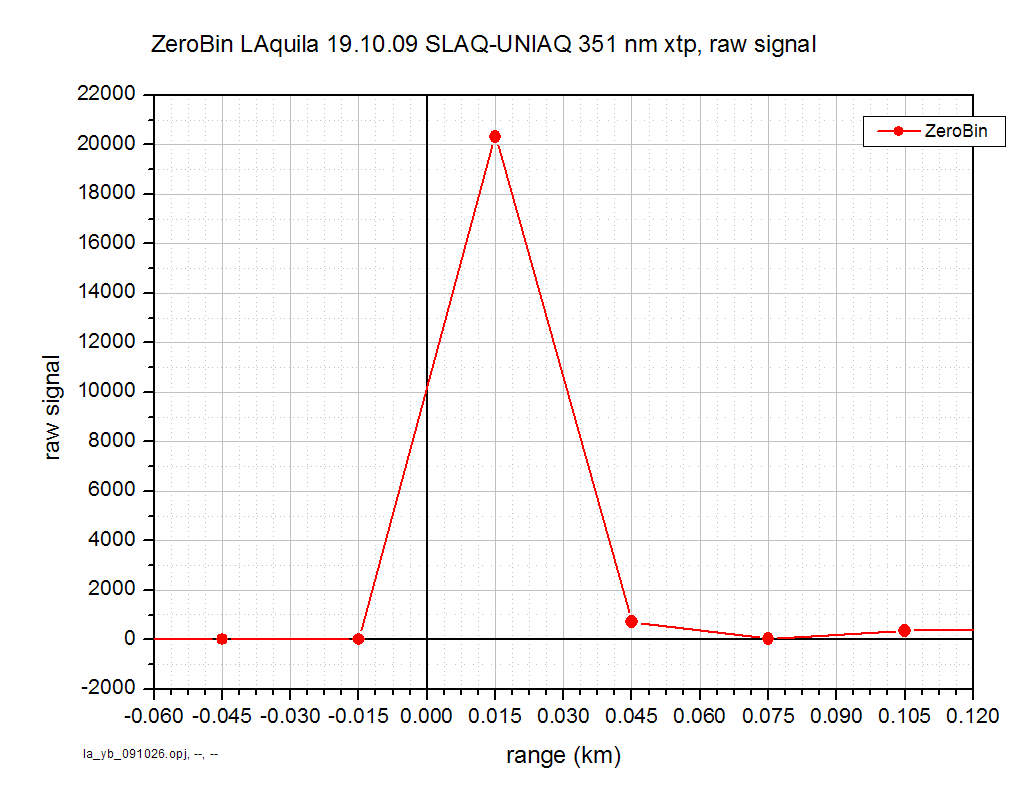 ZeroBin LAquila 19.10.09 SLAQ-UNIAQ 351 nm xtp, raw signal
22000
ZeroBin
20000
18000
16000
14000
12000
10000
8000
6000
4000
2000
0
-2000
raw signal
-0.060 -0.045 -0.030 -0.015 0.000 0.015 0.030 0.045 0.060 0.075 0.090 0.105 0.120
range (km)
la_yb_091026.opj, --, --